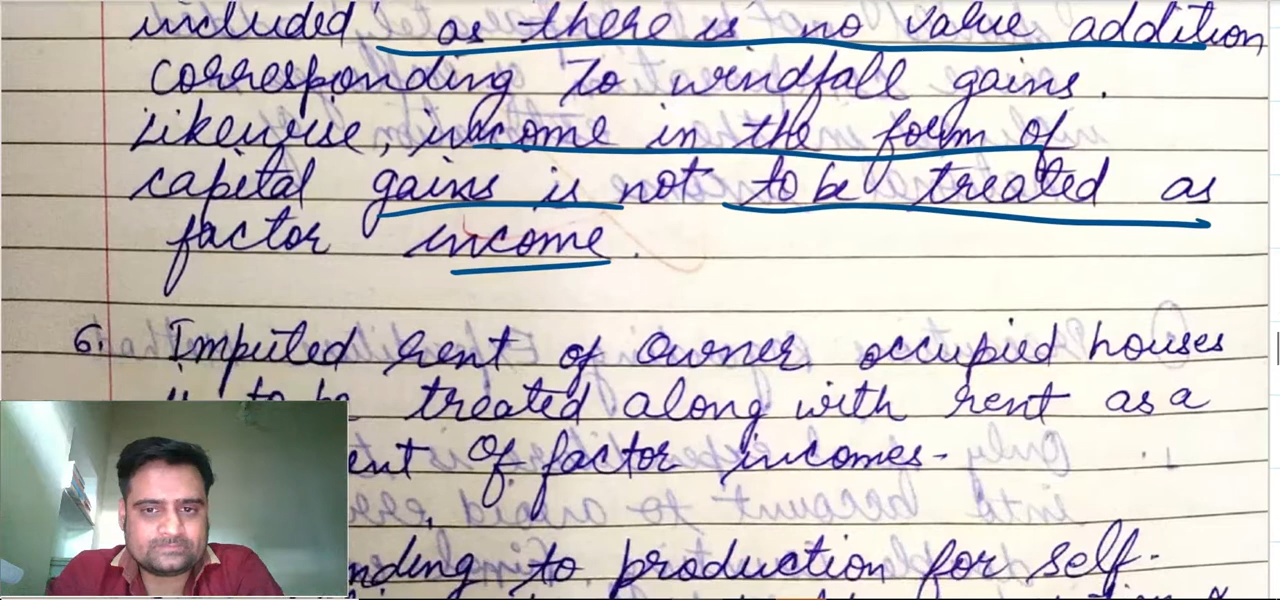 included as there is no value addition
corresponding to windfall gains.
Likewise, income in the form of
capital gains is not to be treated as
factor income.
6. Imputed rent of owner occupied houses
to be treated along with rent as a
ent of factor incomes-
nding to production for self-